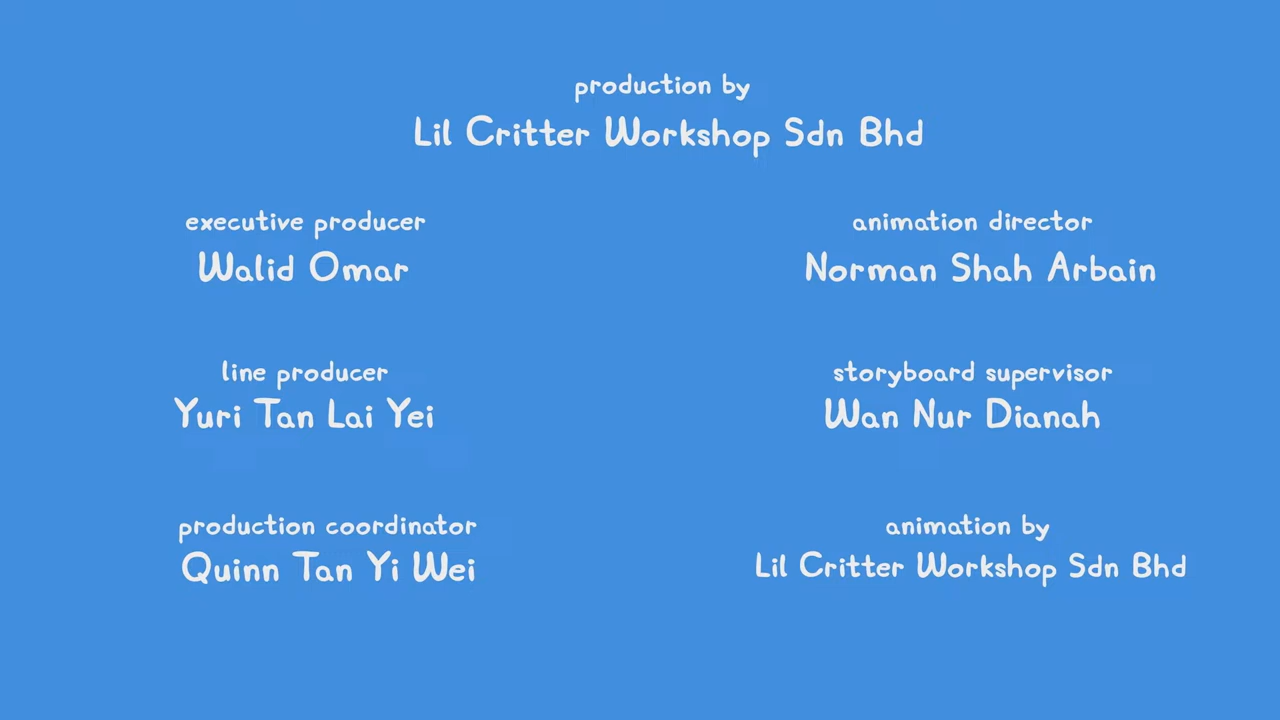 production by
Lil Critter Workshop Sdn Bhd
executive producer
Walid Omar
line producer
Yuri Tan Lai Yei
production coordinator
Quinn Tan Yi Wei
animation director
Norman Shah Arbain
storyboard supervisor
Wan Nur Dianah
animation by
Lil Critter Workshop Sdn Bhd